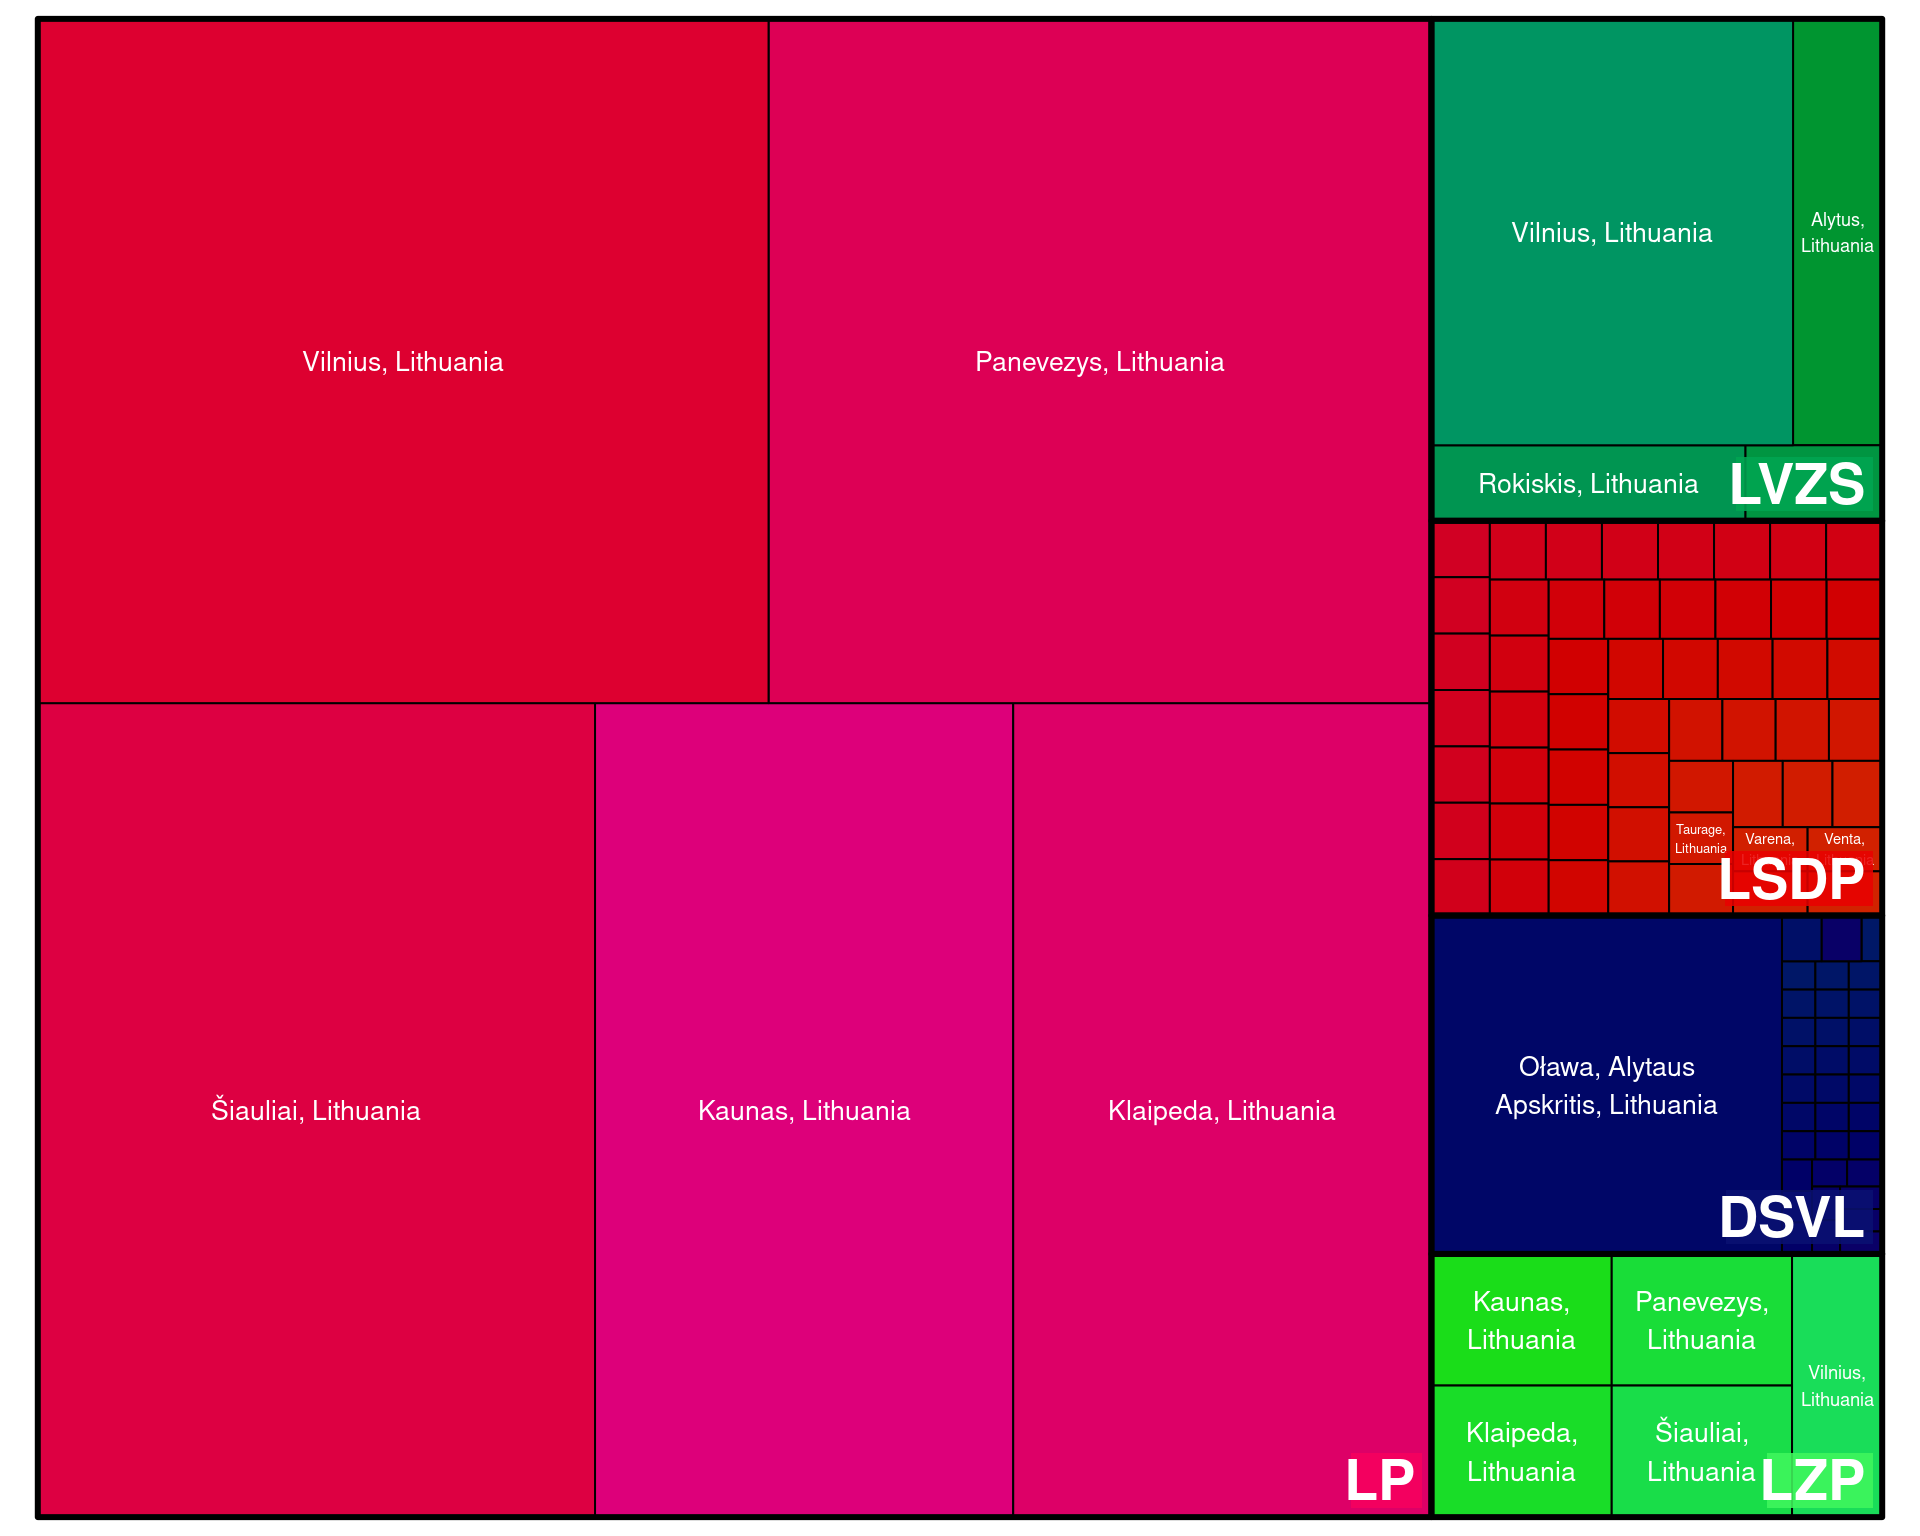 Vilnius, Lithuania
Panevezys, Lithuania
Šiauliai, Lithuania
Kaunas, Lithuania
Klaipeda, Lithuania
LP
Vilnius, Lithuania
Alytus,
Lithuania
Rokiskis, Lithuania
LVZS
Taurage,
Lithuania
Varena,
Venta,
LSDP
Oława, Alytaus
Apskritis, Lithuania
DSVL
Kaunas,
Lithuania
Panevezys,
Lithuania
Vilnius,
Lithuania
Klaipeda,
Lithuania
Šiauliai,
Lithuania
LZP